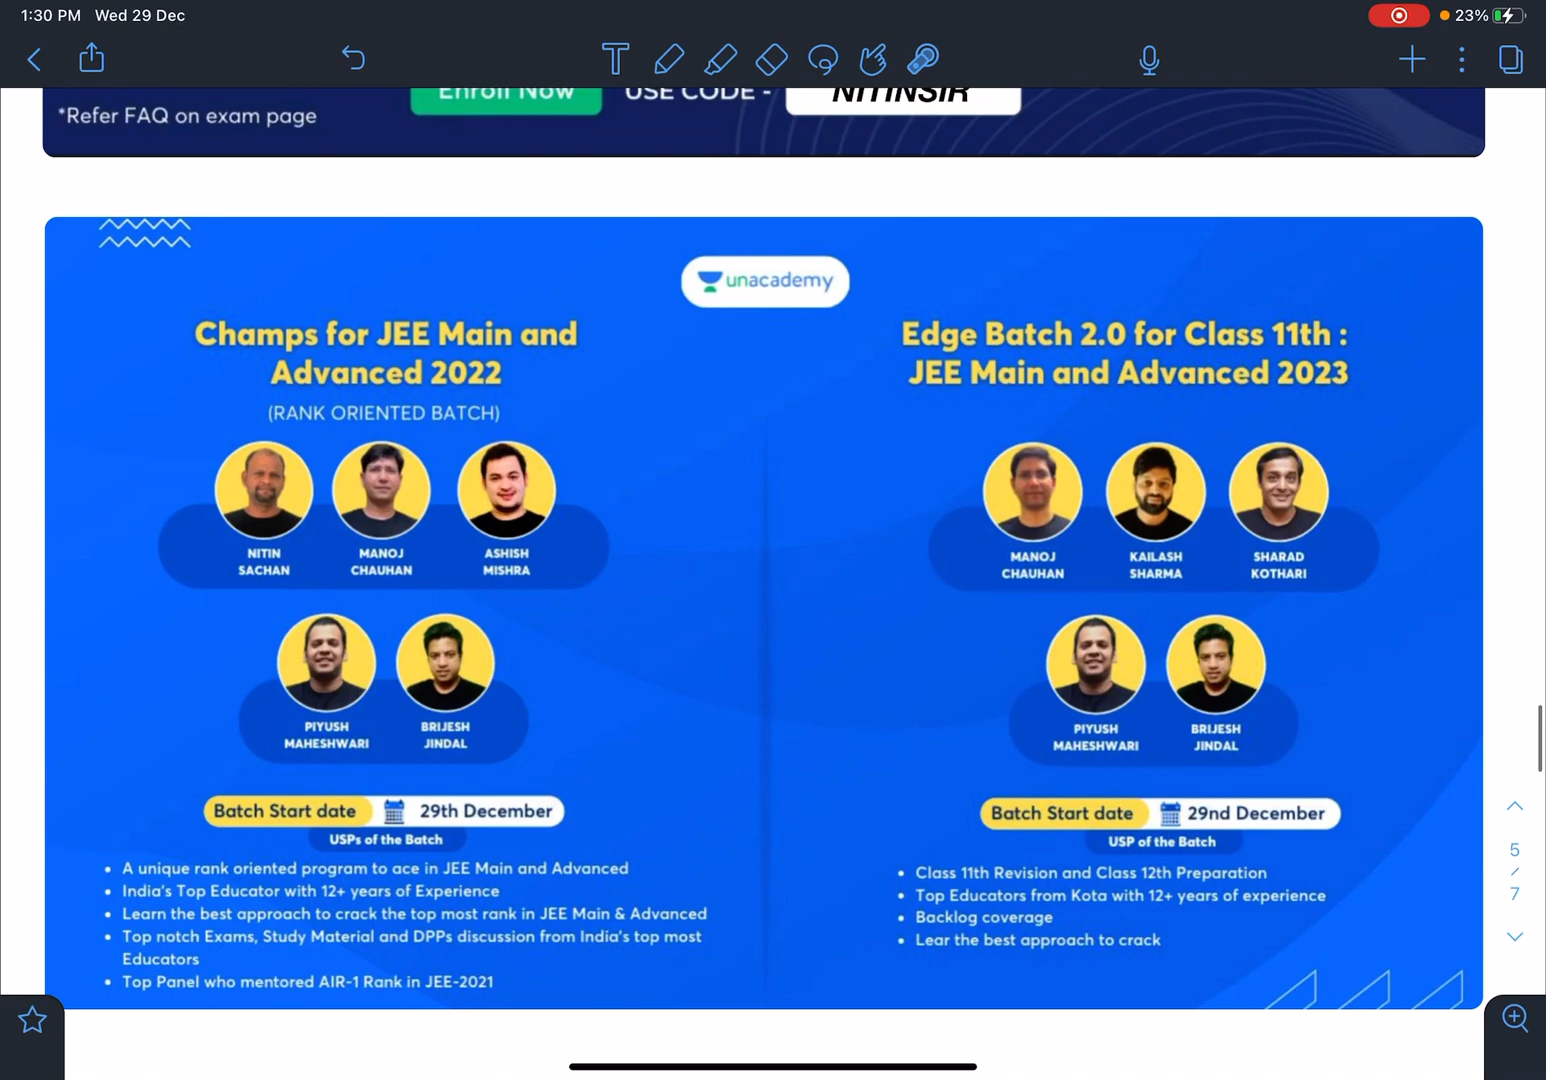 1:30 PM Wed 29 Dec
23%
*Refer FAQ on exam page
Enroll Now
USE CODE -
NITINSIR
unacademy
Champs for JEE Main and
Advanced 2022
(RANK ORIENTED BATCH)
NITIN
SACHAN
MANOJ
CHAUHAN
ASHISH
MISHRA
PIYUSH
MAHESHWARI
BRIJESH
JINDAL
Batch Start date 29th December
USPs of the Batch
• A unique rank oriented program to ace in JEE Main and Advanced
• India's Top Educator with 12+ years of Experience
• Learn the best approach to crack the top most rank in JEE Main & Advanced
• Top notch Exams, Study Material and DPPs discussion from India's top most
Educators
• Top Panel who mentored AIR-1 Rank in JEE-2021
Edge Batch 2.0 for Class 11th :
JEE Main and Advanced 2023
MANOJ
CHAUHAN
KAILASH
SHARMA
SHARAD
KOTHARI
PIYUSH
MAHESHWARI
BRIJESH
JINDAL
Batch Start date 29nd December
USP of the Batch
• Class 11th Revision and Class 12th Preparation
• Top Educators from Kota with 12+ years of experience
• Backlog coverage
• Lear the best approach to crack
5
/
7